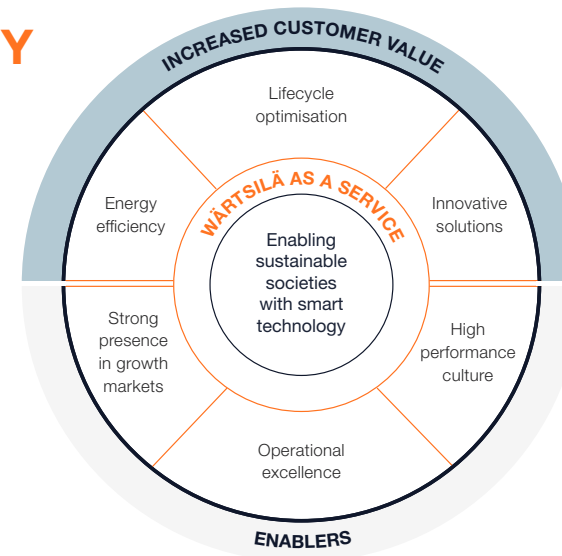 Y
INCREASED CUSTOMER VALUE
Lifecycle
optimisation
Energy
efficiency
WÄRTSILÄ AS A SERVICE
Innovative
solutions
Enabling
sustainable
societies
with smart
technology
Strong
presence
in growth
markets
High
performance
culture
Operational
excellence
ENABLERS